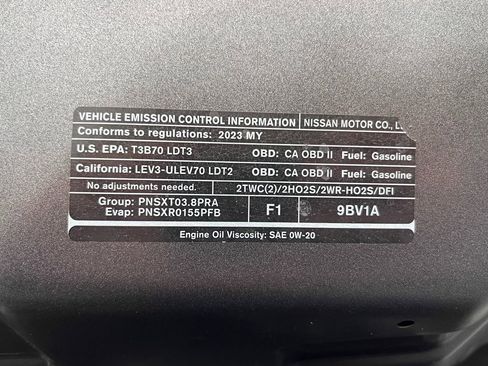 VEHICLE EMISSION CONTROL INFORMATION NISSAN MOTOR CO.,
Conforms to regulations: 2023 MY
U.S. EPA: T3B70 LDT3 OBD: CA OBD II Fuel: Gasoline
California: LEV3-ULEV70 LDT2 OBD: CA OBD II Fuel: Gasoline
No adjustments needed. 2TWC(2)/2HO2S/2WR-HO2S/DFI
Group: PNSXT03.8PRA
Evap: PNSXR0155PFB
F1 9BV1A
Engine Oil Viscosity: SAE 0W-20